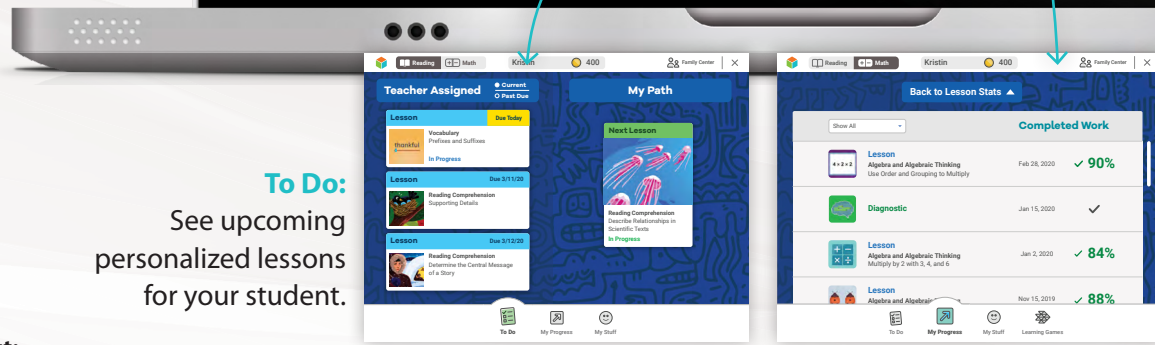 To Do:
See upcoming
personalized lessons
for your student.
Reading
Math
Kristin
400
Family Center
Teacher Assigned
Current
Past Due
My Path
Lesson
Due Today
thankful
Vocabulary
Prefixes and Suffixes
In Progress
Lesson
Due 3/11/20
Reading Comprehension
Supporting Details
Lesson
Due 3/12/20
Reading Comprehension
Determine the Central Message
of a Story
Next Lesson
Reading Comprehension
Describe Relationships in
Scientific Texts
In Progress
To Do
My Progress
My Stuff
Reading
Math
Kristin
400
Family Center
Back to Lesson Stats
Show All
Completed Work
4 × 2 × 2
Lesson
Algebra and Algebraic Thinking
Use Order and Grouping to Multiply
Feb 28, 2020
90%
Diagnostic
Jan 15, 2020
Lesson
Algebra and Algebraic Thinking
Multiply by 2 with 3, 4, and 6
Jan 2, 2020
84%
Lesson
Algebra and Algebraic
Nov 15, 2019
88%
To Do
My Progress
My Stuff
Learning Games